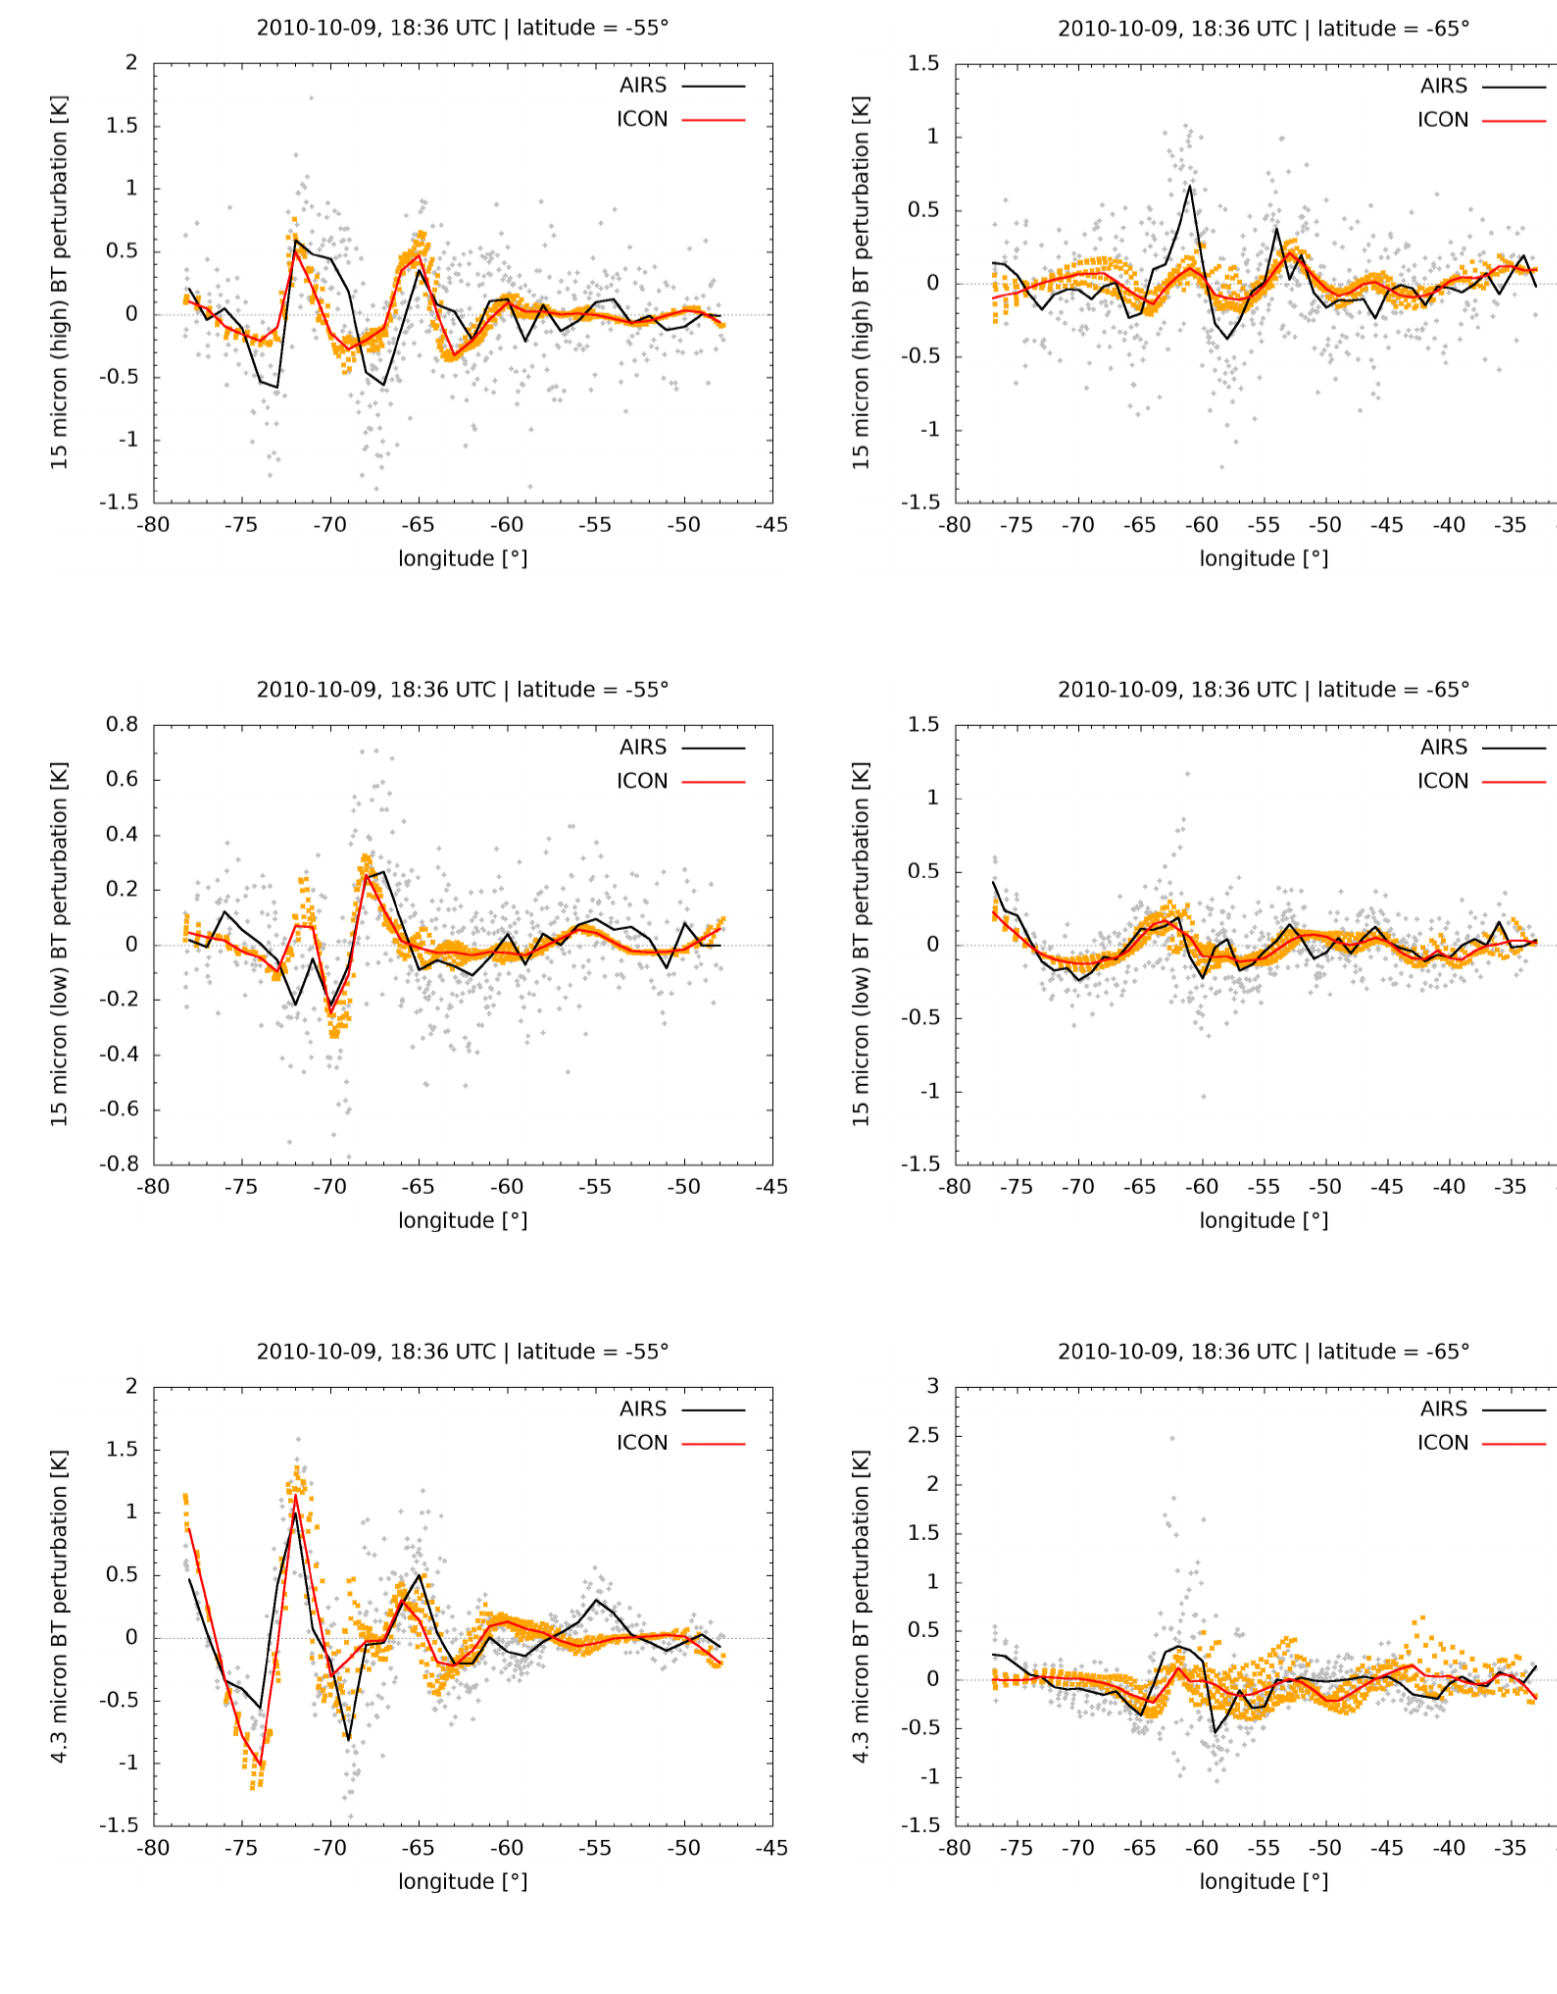 2010-10-09, 18:36 UTC | latitude = -55°
15 micron (high) BT perturbation [K]
2
1.5
1
0.5
0
-0.5
-1
-1.5
AIRS
ICON
-80 -75 -70 -65 -60 -55 -50 -45
longitude [°]
2010-10-09, 18:36 UTC | latitude = -65°
15 micron (high) BT perturbation [K]
1.5
1
0.5
0
-0.5
-1
-1.5
AIRS
ICON
-80 -75 -70 -65 -60 -55 -50 -45 -40 -35
longitude [°]
2010-10-09, 18:36 UTC | latitude = -55°
15 micron (low) BT perturbation [K]
0.8
0.6
0.4
0.2
0
-0.2
-0.4
-0.6
-0.8
AIRS
ICON
-80 -75 -70 -65 -60 -55 -50 -45
longitude [°]
2010-10-09, 18:36 UTC | latitude = -65°
15 micron (low) BT perturbation [K]
1.5
1
0.5
0
-0.5
-1
-1.5
AIRS
ICON
-80 -75 -70 -65 -60 -55 -50 -45 -40 -35
longitude [°]
2010-10-09, 18:36 UTC | latitude = -55°
4.3 micron BT perturbation [K]
2
1.5
1
0.5
0
-0.5
-1
-1.5
AIRS
ICON
-80 -75 -70 -65 -60 -55 -50 -45
longitude [°]
2010-10-09, 18:36 UTC | latitude = -65°
4.3 micron BT perturbation [K]
3
2.5
2
1.5
1
0.5
0
-0.5
-1
-1.5
AIRS
ICON
-80 -75 -70 -65 -60 -55 -50 -45 -40 -35
longitude [°]